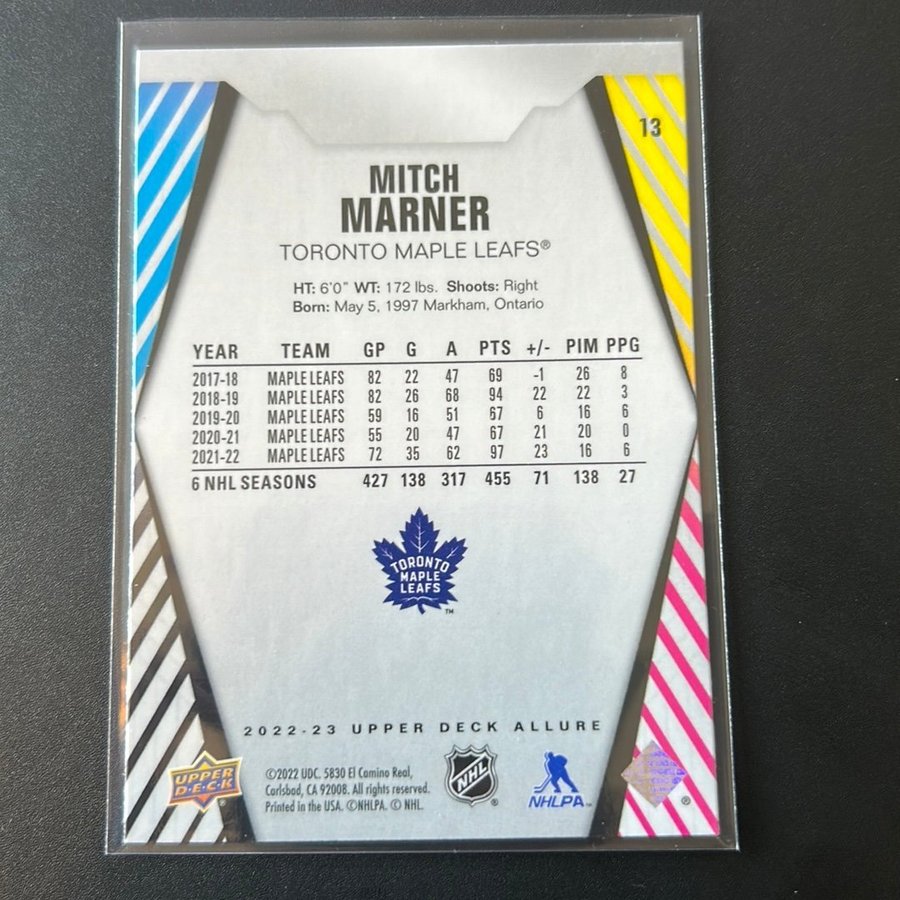 13
MITCH
MARNER
TORONTO MAPLE LEAFS®
HT: 6'0" WT: 172 lbs. Shoots: Right
Born: May 5, 1997 Markham, Ontario
YEAR TEAM GP G A PTS +/- PIM PPG
2017-18 MAPLE LEAFS 82 22 47 69 -1 26 8
2018-19 MAPLE LEAFS 82 26 68 94 22 22 3
2019-20 MAPLE LEAFS 59 16 51 67 6 16 6
2020-21 MAPLE LEAFS 55 20 47 67 21 20 0
2021-22 MAPLE LEAFS 72 35 62 97 23 16 6
6 NHL SEASONS 427 138 317 455 71 138 27
TORONTO
MAPLE
LEAFS
™
2022-23 UPPER DECK ALLURE
UPPER
DECK
®
©2022 UDC. 5830 El Camino Real,
Carlsbad, CA 92008. All rights reserved.
Printed in the USA. ©NHLPA. © NHL.
NHL
®
NHLPA™
®